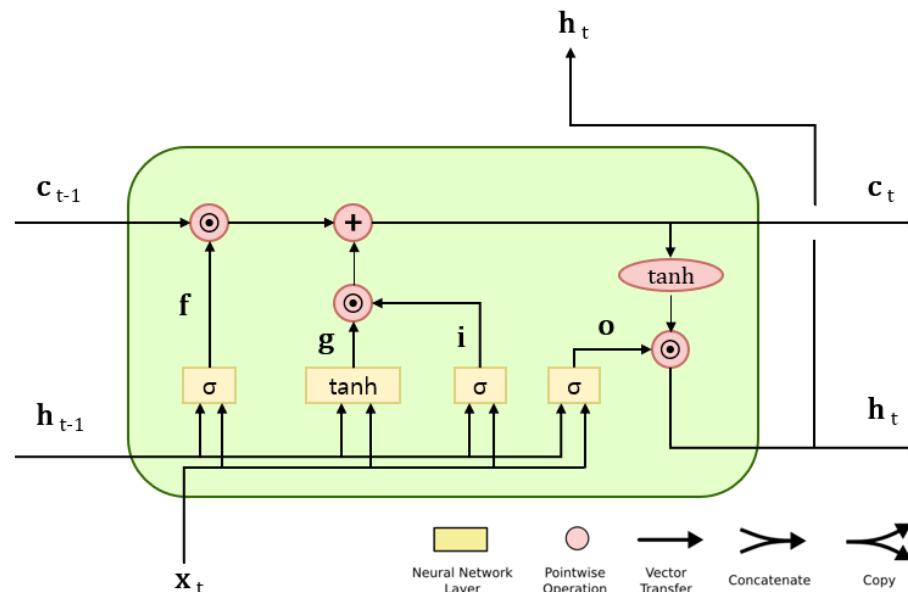 h t
c t-1
c t
tanh
f
o
g
i
σ
tanh
σ
σ
h t-1
h t
x t
Neural Network
Layer
Pointwise
Operation
Vector
Transfer
Concatenate
Copy